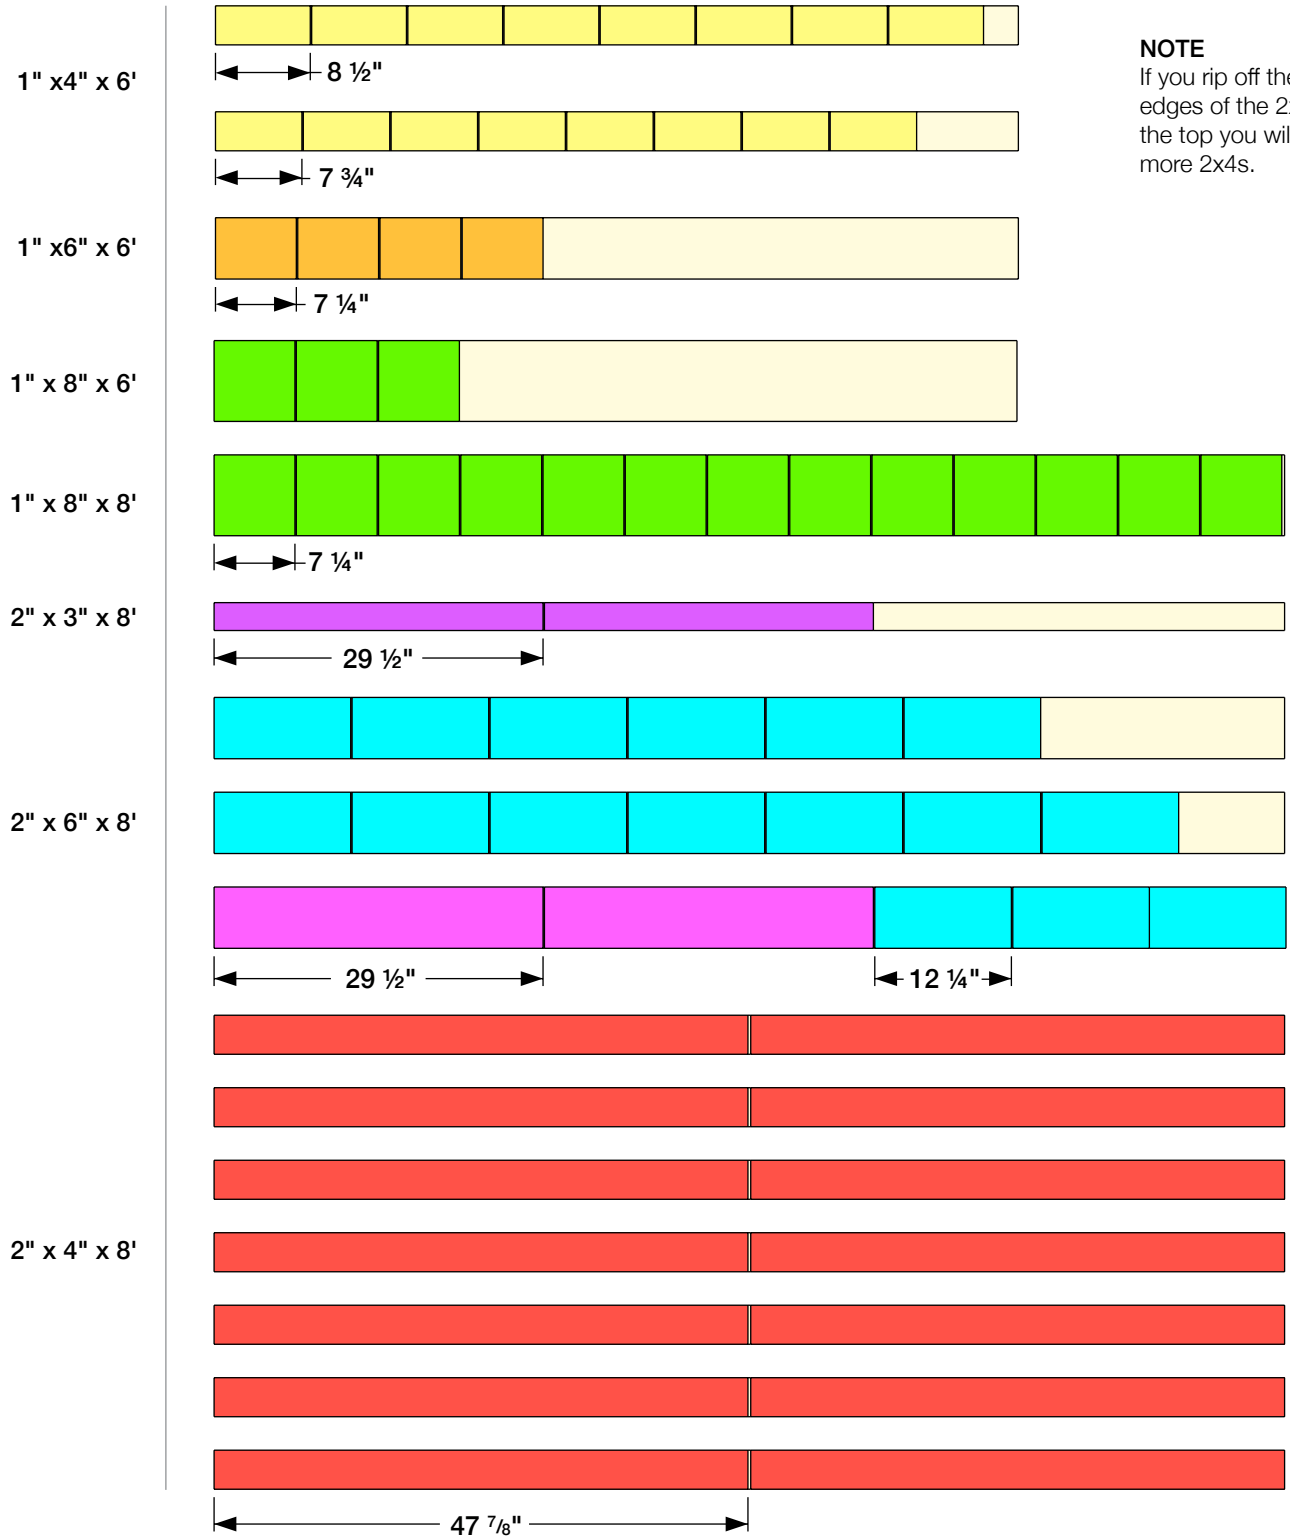 1" x4" x 6'
8 ½"
7 ¾"
NOTE
If you rip off the
edges of the
the top you
more 2x4s.
1" x6" x 6'
7 ¼"
1" x 8" x 6'
1" x 8" x 8'
7 ¼"
2" x 3" x 8'
29 ½"
2" x 6" x 8'
29 ½"
12 ¼"
2" x 4" x 8'
47 ⅞"